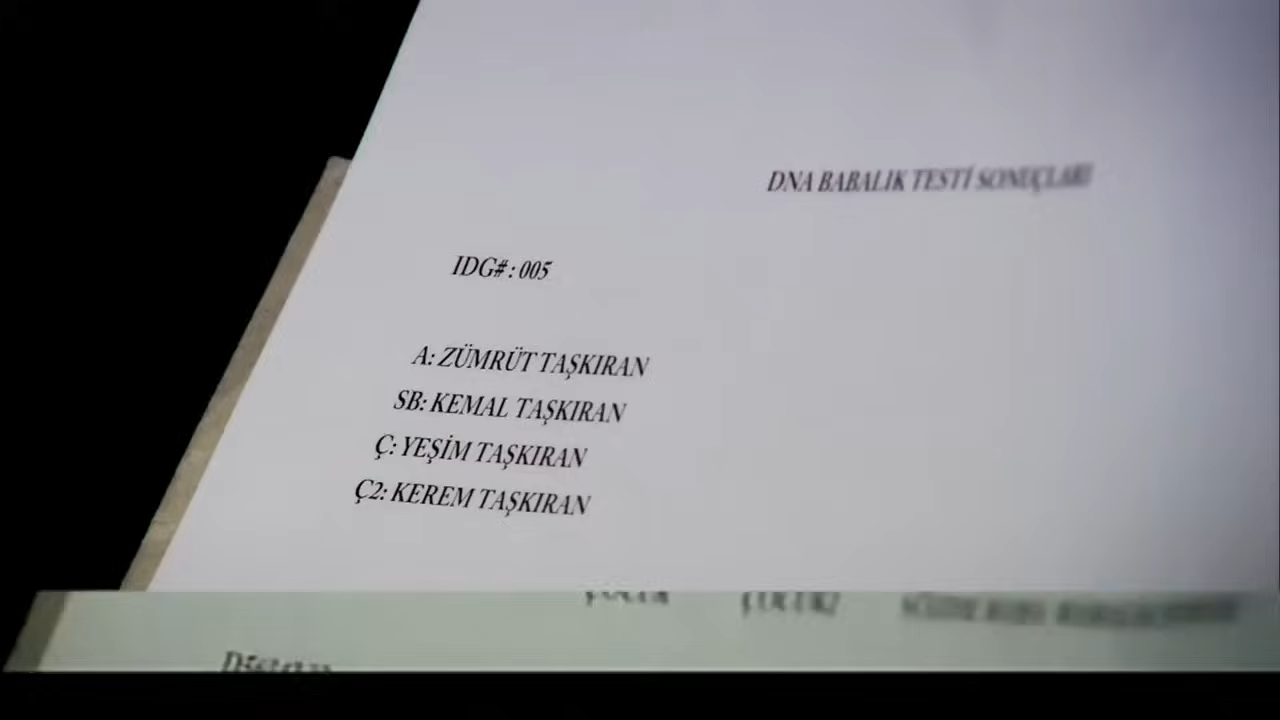 DNA BABALIK TESTİ SONUÇLARI
IDG# : 005
A: ZÜMRÜT TAŞKIRAN
SB: KEMAL TAŞKIRAN
Ç: YEŞİM TAŞKIRAN
Ç2: KEREM TAŞKIRAN